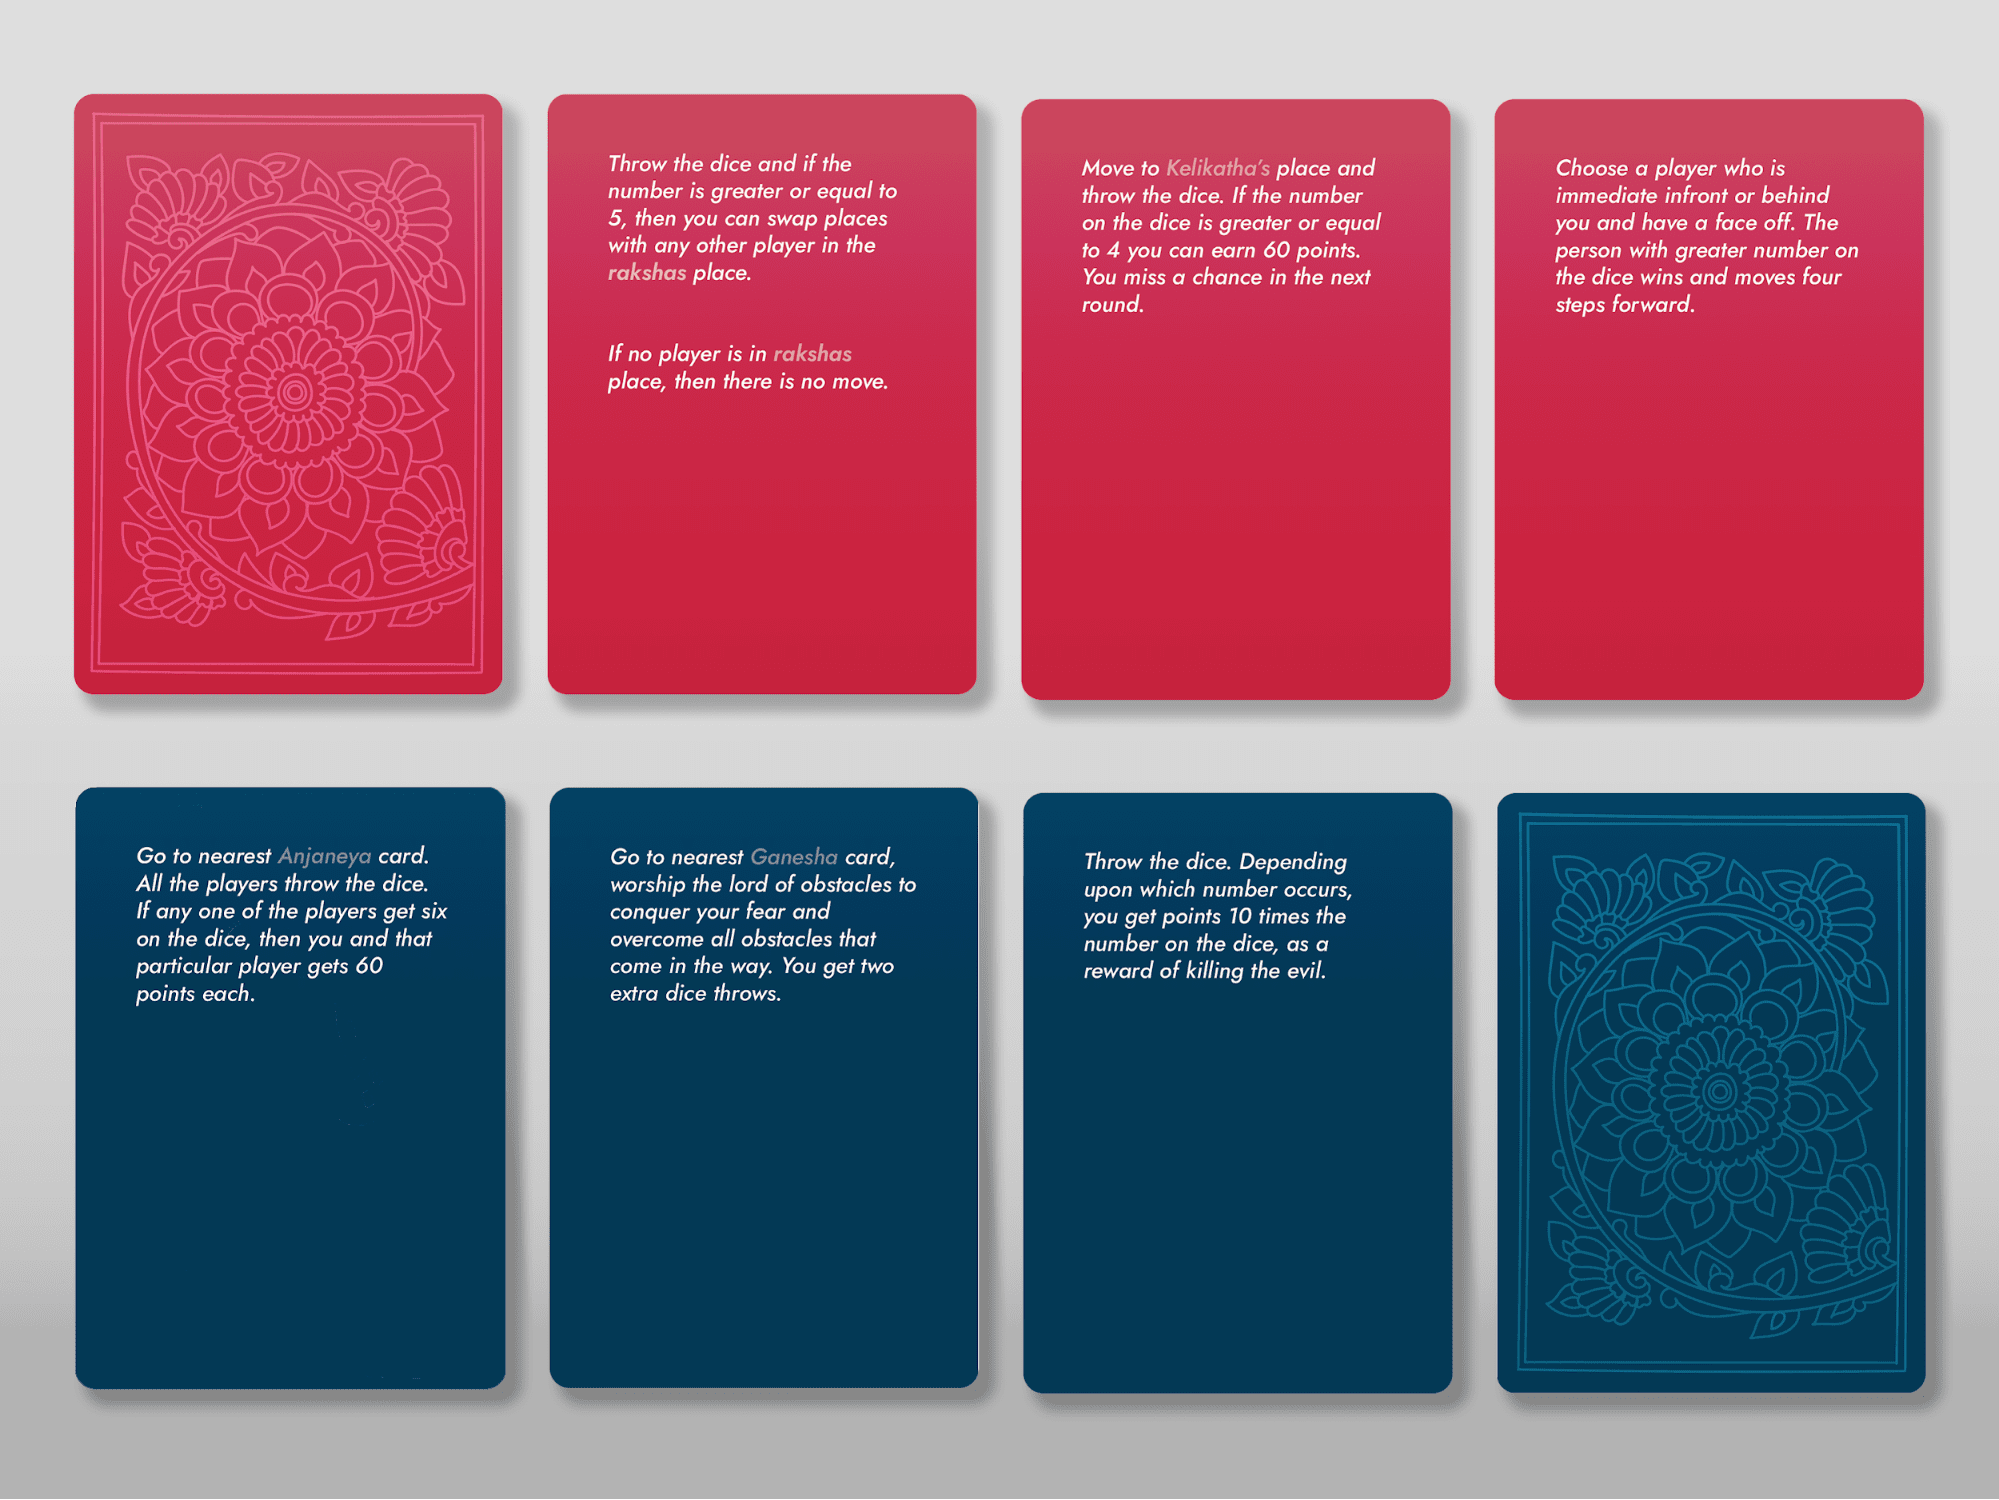 Throw the dice and if the
number is greater or equal to
5, then you can swap places
with any other player in the
rakshas place.
If no player is in rakshas
place, then there is no move.
Move to Kelikatha's place and
throw the dice. If the number
on the dice is greater or equal
to 4 you can earn 60 points.
You miss a chance in the next
round.
Choose a player who is
immediate infront or behind
you and have a face off. The
person with greater number on
the dice wins and moves four
steps forward.
Go to nearest Anjaneya card.
All the players throw the dice.
If any one of the players get six
on the dice, then you and that
particular player gets 60
points each.
Go to nearest Ganesha card,
worship the lord of obstacles to
conquer your fear and
overcome all obstacles that
come in the way. You get two
extra dice throws.
Throw the dice. Depending
upon which number occurs,
you get points 10 times the
number on the dice, as a
reward of killing the evil.